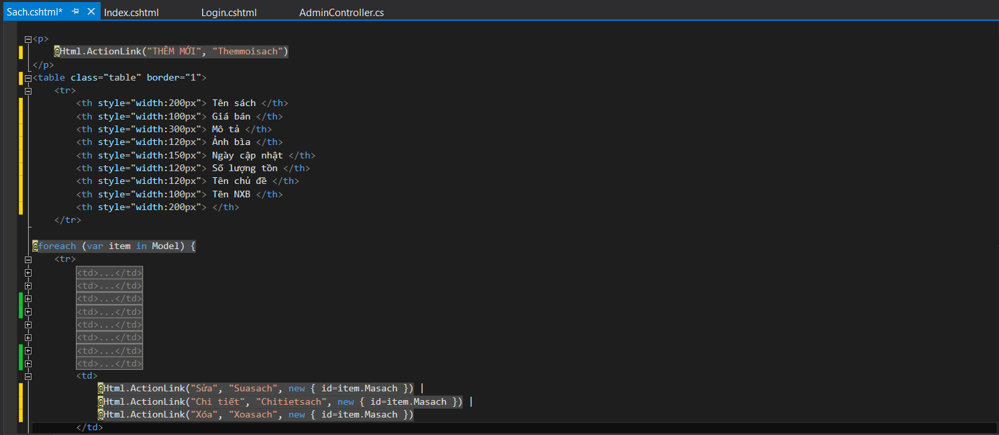 Sach.cshtml* Index.cshtml Login.cshtml AdminController.cs
<p>
@Html.ActionLink("THÊM MỚI", "Themmoisach")
</p>
<table class="table" border="1">
<tr>
<th style="width:200px"> Tên sách </th>
<th style="width:100px"> Giá bán </th>
<th style="width:300px"> Mô tả </th>
<th style="width:120px"> Ảnh bìa </th>
<th style="width:150px"> Ngày cập nhật </th>
<th style="width:120px"> Số lượng tồn </th>
<th style="width:120px"> Tên chủ đề </th>
<th style="width:100px"> Tên NXB </th>
<th style="width:200px"> </th>
</tr>
@foreach (var item in Model) {
<tr>
<td>...</td>
<td>...</td>
<td>...</td>
<td>...</td>
<td>...</td>
<td>...</td>
<td>...</td>
<td>...</td>
<td>
@Html.ActionLink("Sửa", "Suasach", new { id=item.Masach }) |
@Html.ActionLink("Chi tiết", "Chitietsach", new { id=item.Masach }) |
@Html.ActionLink("Xóa", "Xoasach", new { id=item.Masach })
</td>